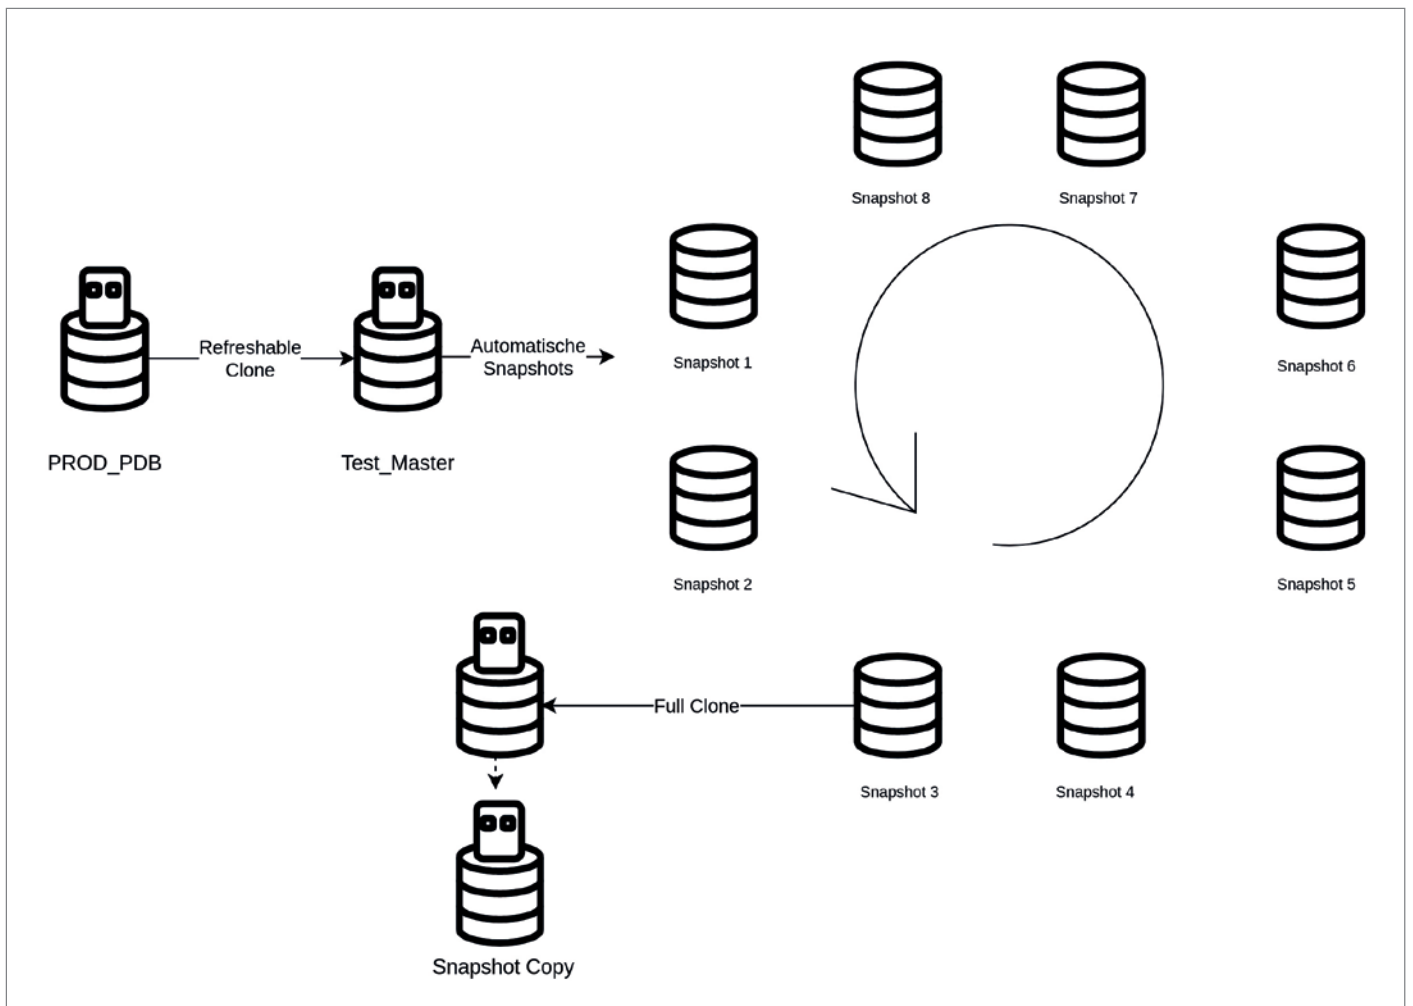 Snapshot 8
Snapshot 7
Snapshot 1
Snapshot 6
Refreshable
Clone
Automatische
Snapshots
PROD_PDB
Test_Master
Snapshot 2
Snapshot 5
Full Clone
Snapshot 3
Snapshot 4
Snapshot Copy